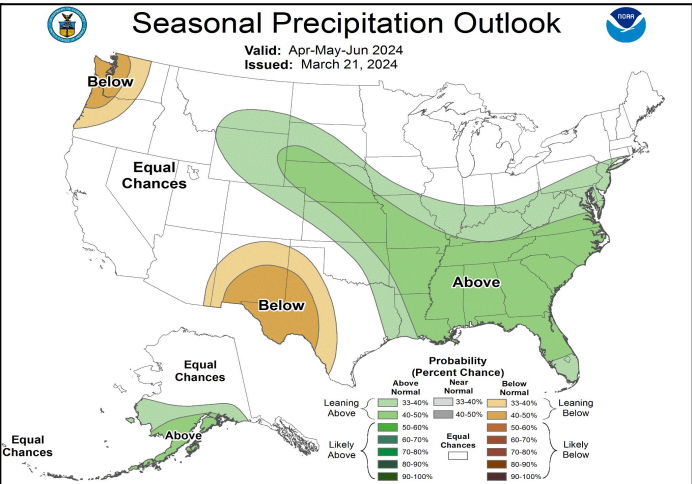 Seasonal Precipitation Outlook
NOAA
Valid: Apr-May-Jun 2024
Issued: March 21, 2024
Below
Equal
Chances
Above
Below
Equal
Chances
Above
Equal
Chances
Probability
(Percent Chance)
Above
Normal
Near
Normal
Below
Normal
Leaning
Above
33-40% 33-40% 33-40%
40-50% 40-50% 40-50%
Leaning
Below
Likely
Above
50-60% 50-60%
60-70% 60-70%
70-80% 70-80%
80-90% 80-90%
90-100% 90-100%
Equal
Chances
Likely
Below